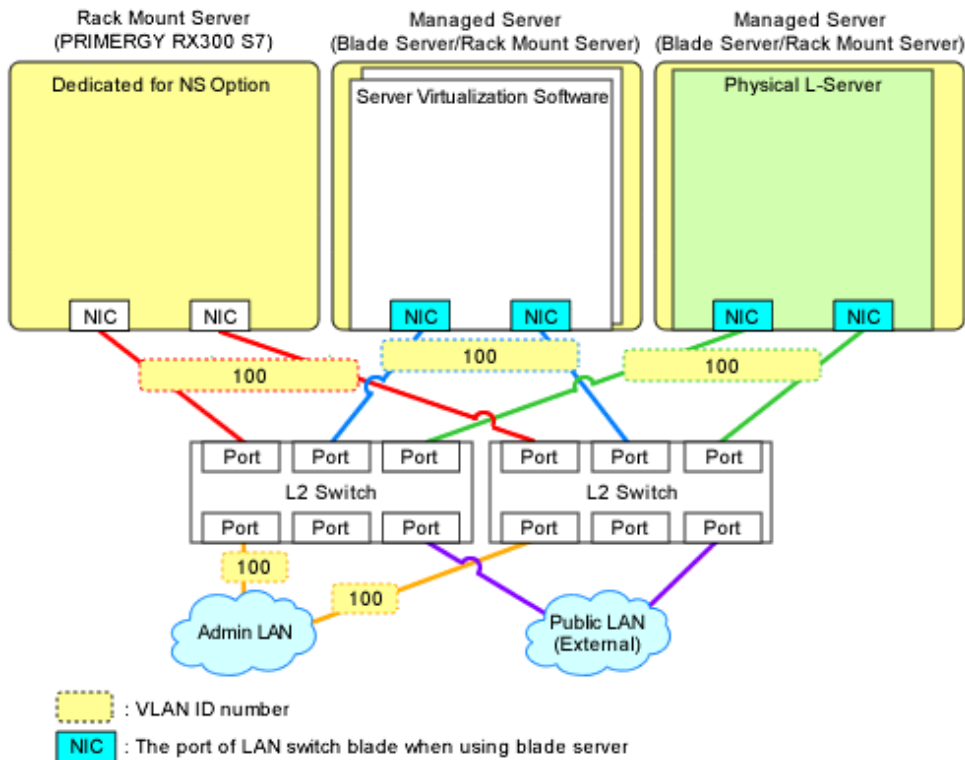 Rack Mount Server
(PRIMERGY RX300 S7)
Managed Server
(Blade Server/Rack Mount Server)
Managed Server
(Blade Server/Rack Mount Server)
Dedicated for NS Option
Server Virtualization Software
Physical L-Server
NIC
NIC
NIC
NIC
NIC
NIC
100
100
100
Port
Port
Port
Port
Port
Port
L2 Switch
L2 Switch
Port
Port
Port
Port
Port
Port
100
100
Admin LAN
Public LAN
(External)
: VLAN ID number
NIC : The port of LAN switch blade when using blade server